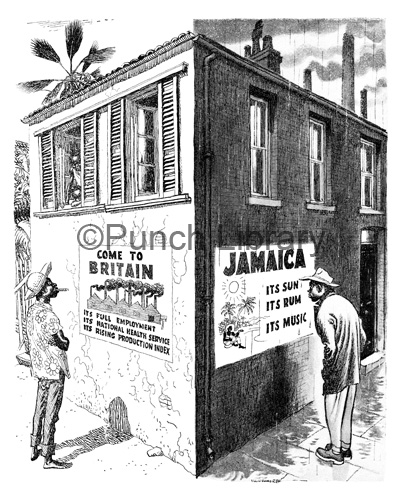 ©Punch Library
COME TO
BRITAIN
ITS FULL EMPLOYMENT
ITS NATIONAL HEALTH SERVICE
ITS RISING PRODUCTION INDEX
JAMAICA
ITS SUN
ITS RUM
ITS MUSIC